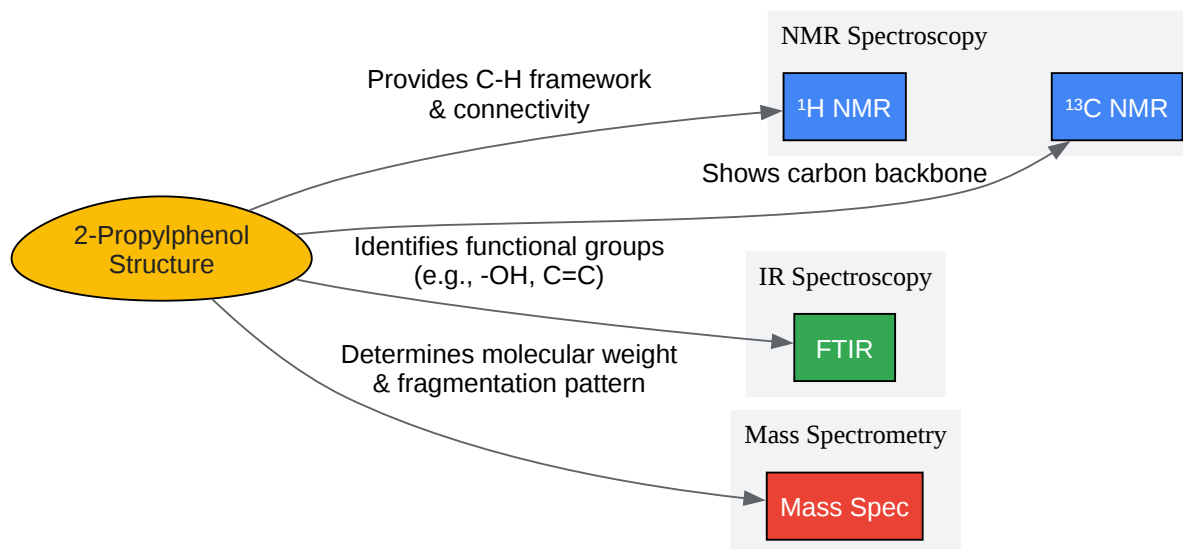 NMR Spectroscopy
Provides C-H framework
& connectivity
¹H NMR
¹³C NMR
Shows carbon backbone
2-Propylphenol
Structure
Identifies functional groups
(e.g., -OH, C=C)
IR Spectroscopy
FTIR
Determines molecular weight
& fragmentation pattern
Mass Spectrometry
Mass Spec